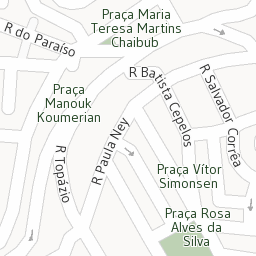 Praça Maria
Teresa Martins
Chaibub
R do Paraíso
R Batista Cepelos
R Salvador Corrêa
Praça
Manouk
Koumerian
R Topázio
R Paula Ney
Praça Vítor
Simonsen
Praça Rosa
Alves da
Silva